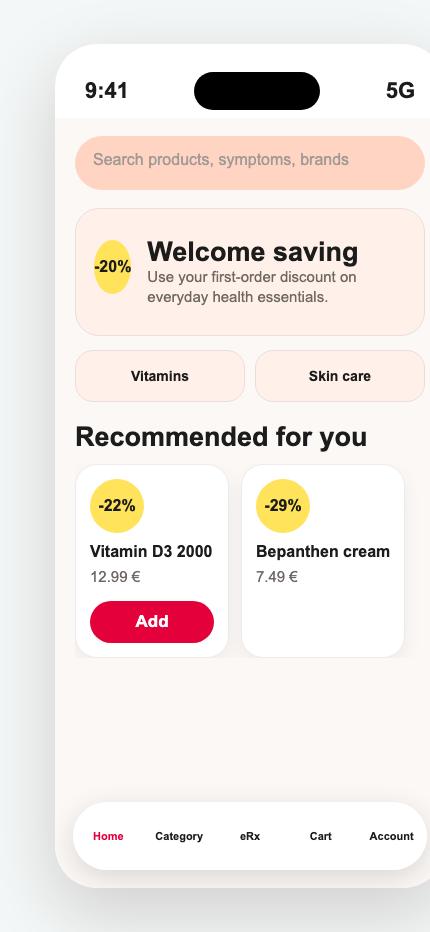 9:41
5G
Search products, symptoms, brands
-20%
Welcome saving
Use your first-order discount on
everyday health essentials.
Vitamins
Skin care
Recommended for you
-22%
Vitamin D3 2000
12.99 €
Add
-29%
Bepanthen cream
7.49 €
Home
Category
eRx
Cart
Account